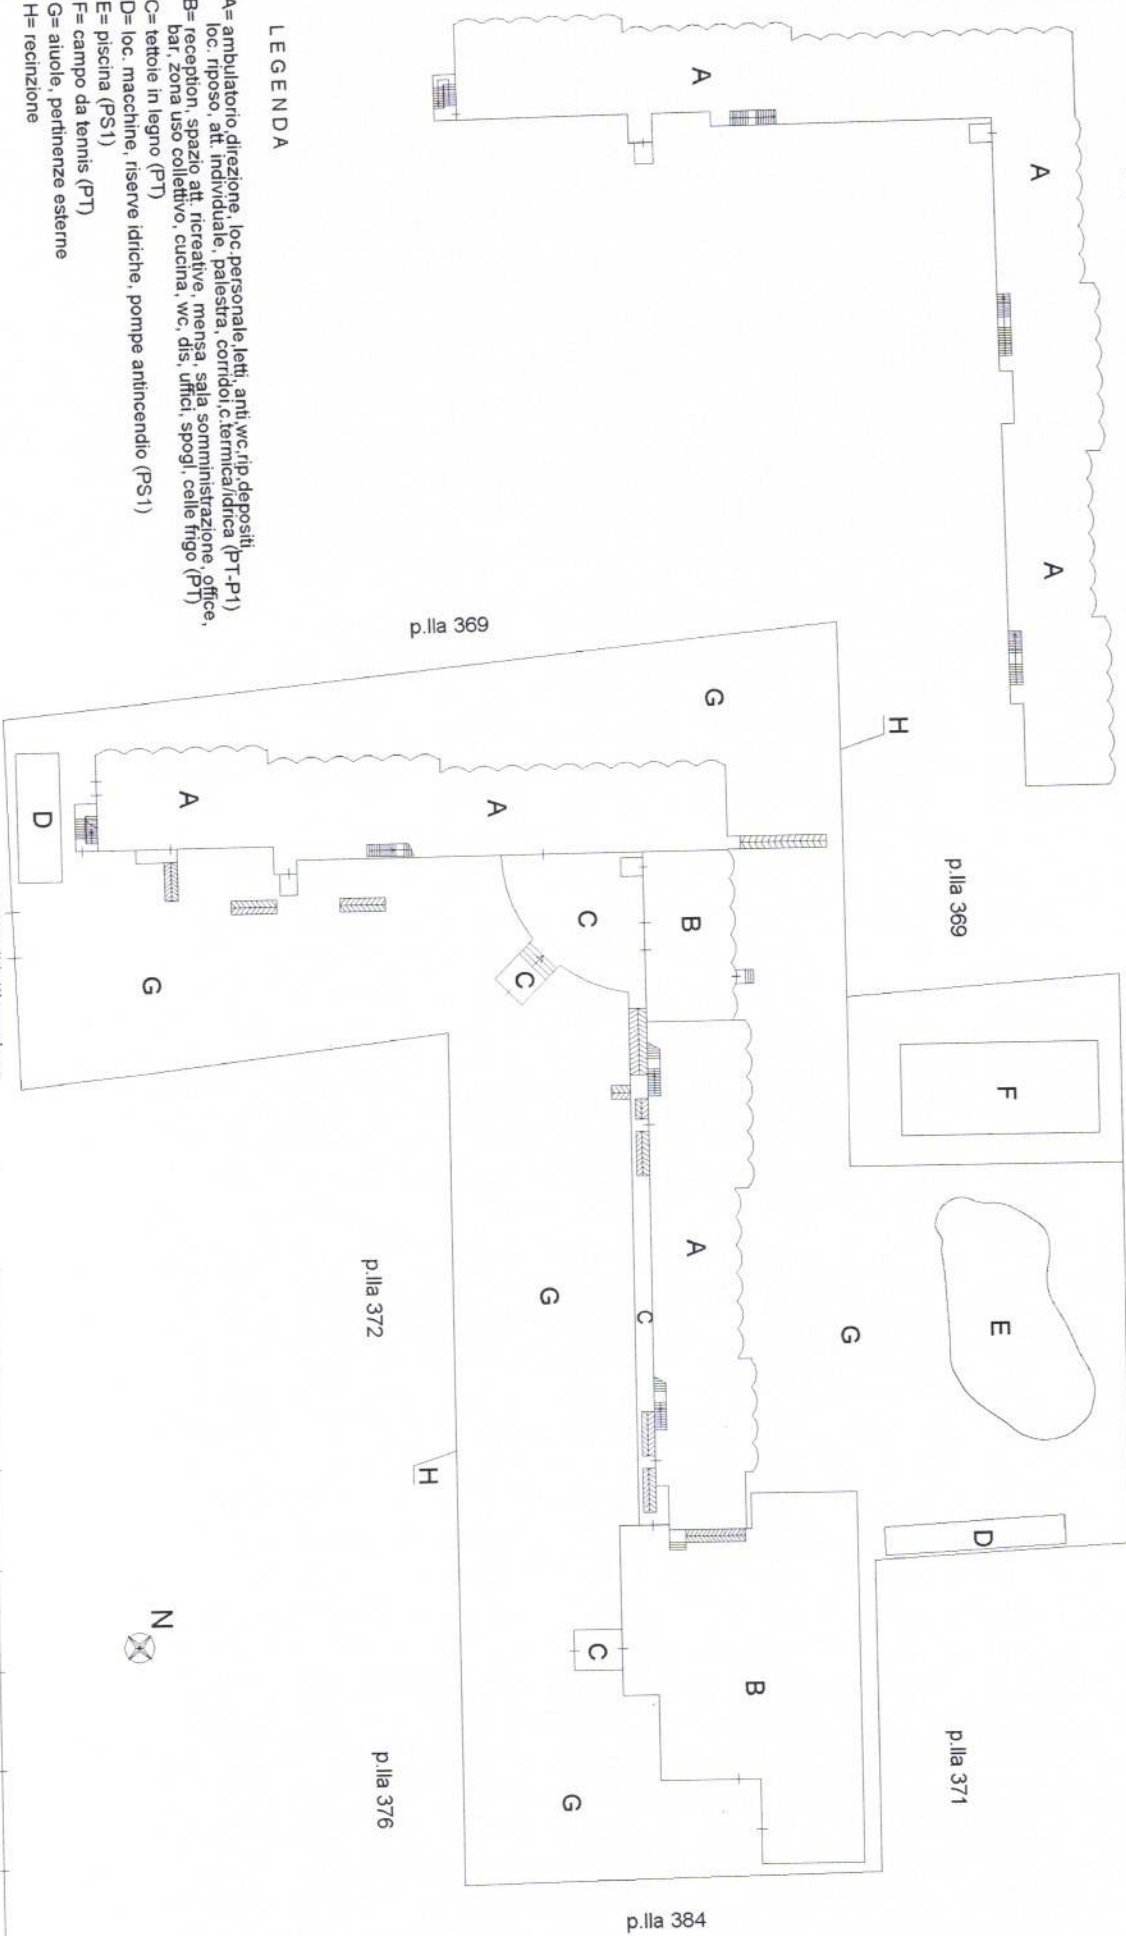 LEGENDA
A= ambulatorio,direzione, loc.personale,letti, anti,wc,rip,depositi,
loc. riposo, att. individuale, palestra, corridoi,c.termica/idrica (PT-P1)
B= reception, spazio att. ricreative, mensa, sala somministrazione, office,
bar, zona uso collettivo, cucina, wc, dis, uffici, spogl, celle frigo (PT)
C= tettoie in legno (PT)
D= loc. macchine, riserve idriche, pompe antincendio (PS1)
E= piscina (PS1)
F= campo da tennis (PT)
G= aiuole, pertinenze esterne
H= recinzione
A
A
A
p.lla 369
G
H
p.lla 369
D
A
A
C
B
C
G
F
A
E
G
G
C
p.lla 372
H
D
N
C
B
p.lla 371
G
p.lla 376
p.lla 384